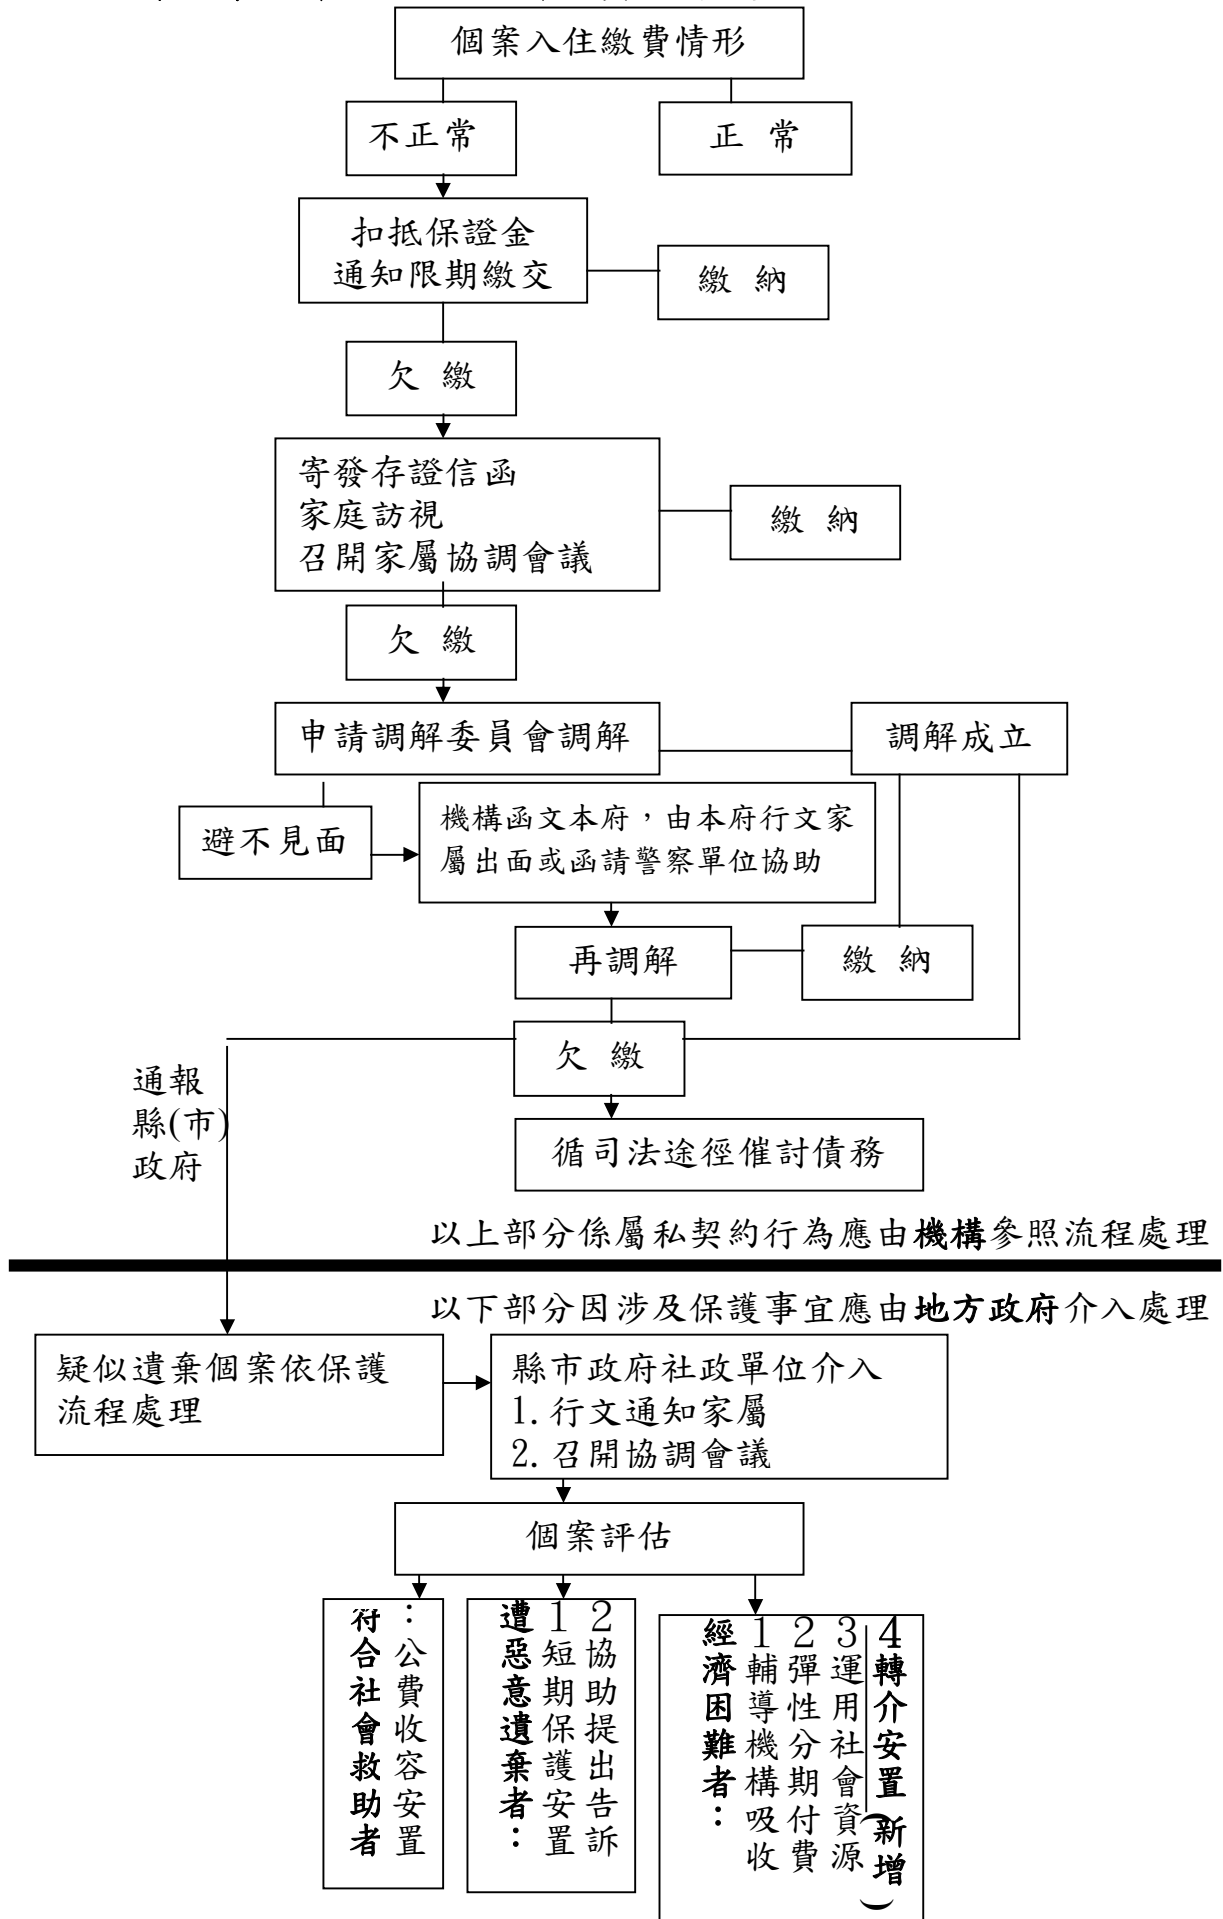 個案入住繳費情形
不正常
正 常
扣抵保證金
通知限期繳交
繳 納
欠 繳
寄發存證信函
家庭訪視
召開家屬協調會議
繳 納
欠 繳
申請調解委員會調解
調解成立
避不見面
機構函文本府，由本府行文家
屬出面或函請警察單位協助
再調解
繳 納
欠 繳
通報
縣(市)
政府
循司法途徑催討債務
以上部分係屬私契約行為應由機構參照流程處理
以下部分因涉及保護事宜應由地方政府介入處理
疑似遺棄個案依保護
流程處理
縣市政府社政單位介入
1.行文通知家屬
2.召開協調會議
個案評估
符合社會救助者
：公費收容安置
遭惡意遺棄者：
1短期保護安置
2協助提出告訴
經濟困難者：
1輔導機構吸收
2彈性分期付費
3運用社會資源
4轉介安置(新增)